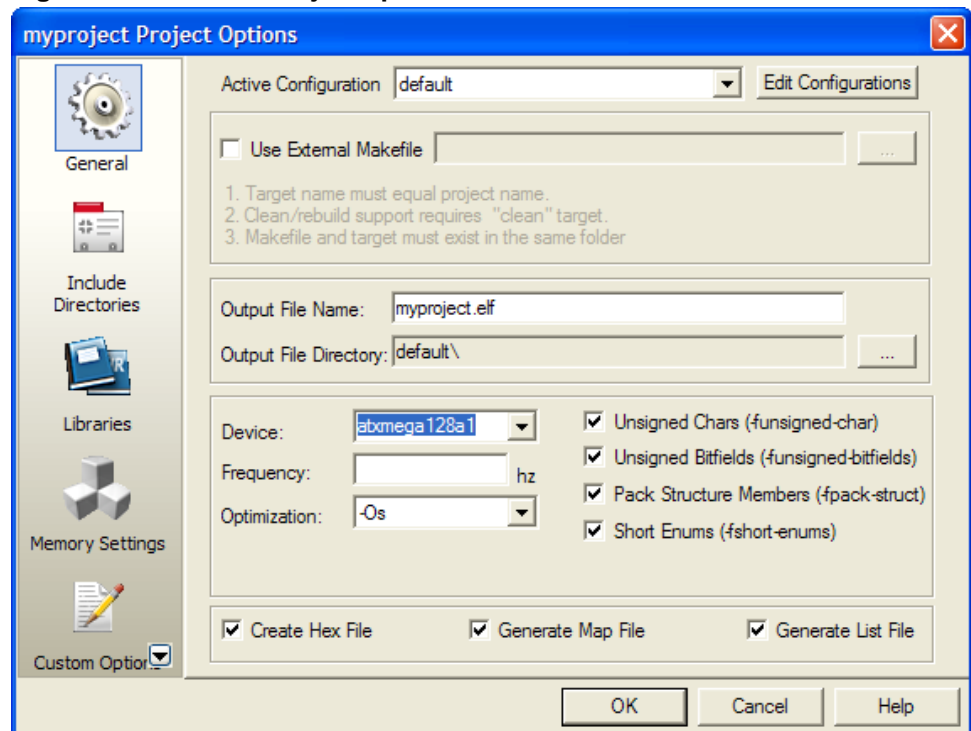 myproject Project Options
General
Include
Directories
Libraries
Memory Settings
Custom
Active Configuration default Edit Configurations
Use External Makefile ...
1. Target name must equal project name.
2. Clean/rebuild support requires "clean" target.
3. Makefile and target must exist in the same folder
Output File Name: myproject.elf
Output File Directory: default\ ...
Device: atxmega128a1
Frequency: hz
Optimization: -Os
Unsigned Chars (-funsigned-char)
Unsigned Bitfields (-funsigned-bitfields)
Pack Structure Members (-fpack-struct)
Short Enums (-fshort-enums)
Create Hex File Generate Map File Generate List File
OK Cancel Help